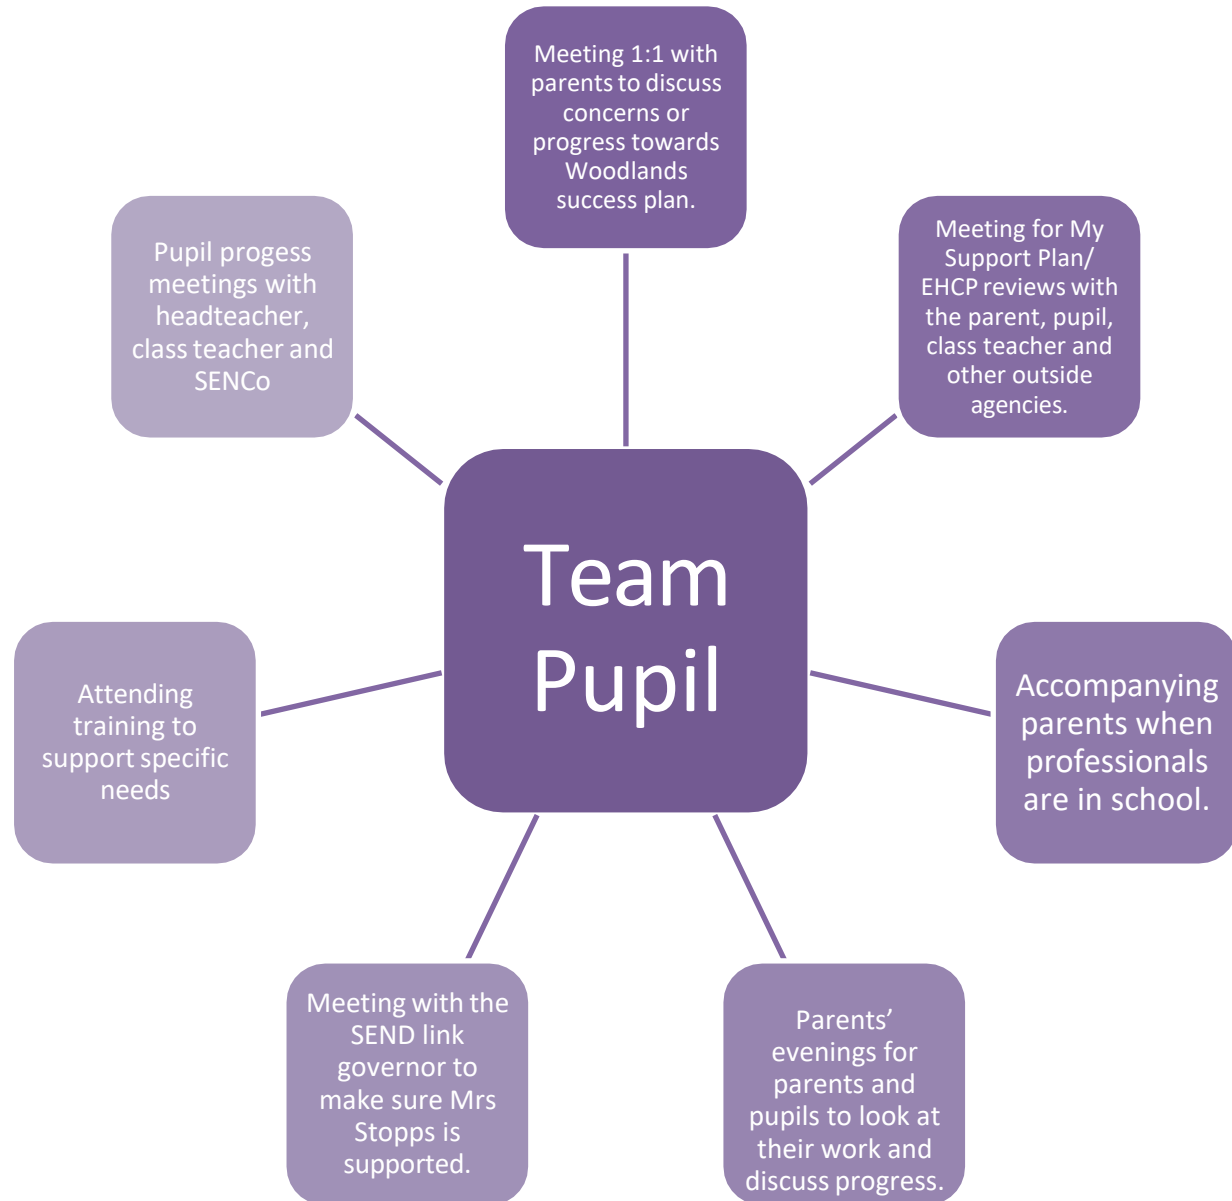 Meeting 1:1 with
parents to discuss
concerns or
progress towards
Woodlands
success plan.
Meeting for My
Support Plan/
EHCP reviews with
the parent, pupil,
class teacher and
other outside
agencies.
Accompanying
parents when
professionals
are in school.
Parents’
evenings for
parents and
pupils to look at
their work and
discuss progress.
Meeting with the
SEND link
governor to
make sure Mrs
Stopps is
supported.
Attending
training to
support specific
needs
Pupil progess
meetings with
headteacher,
class teacher and
SENCo
Team
Pupil